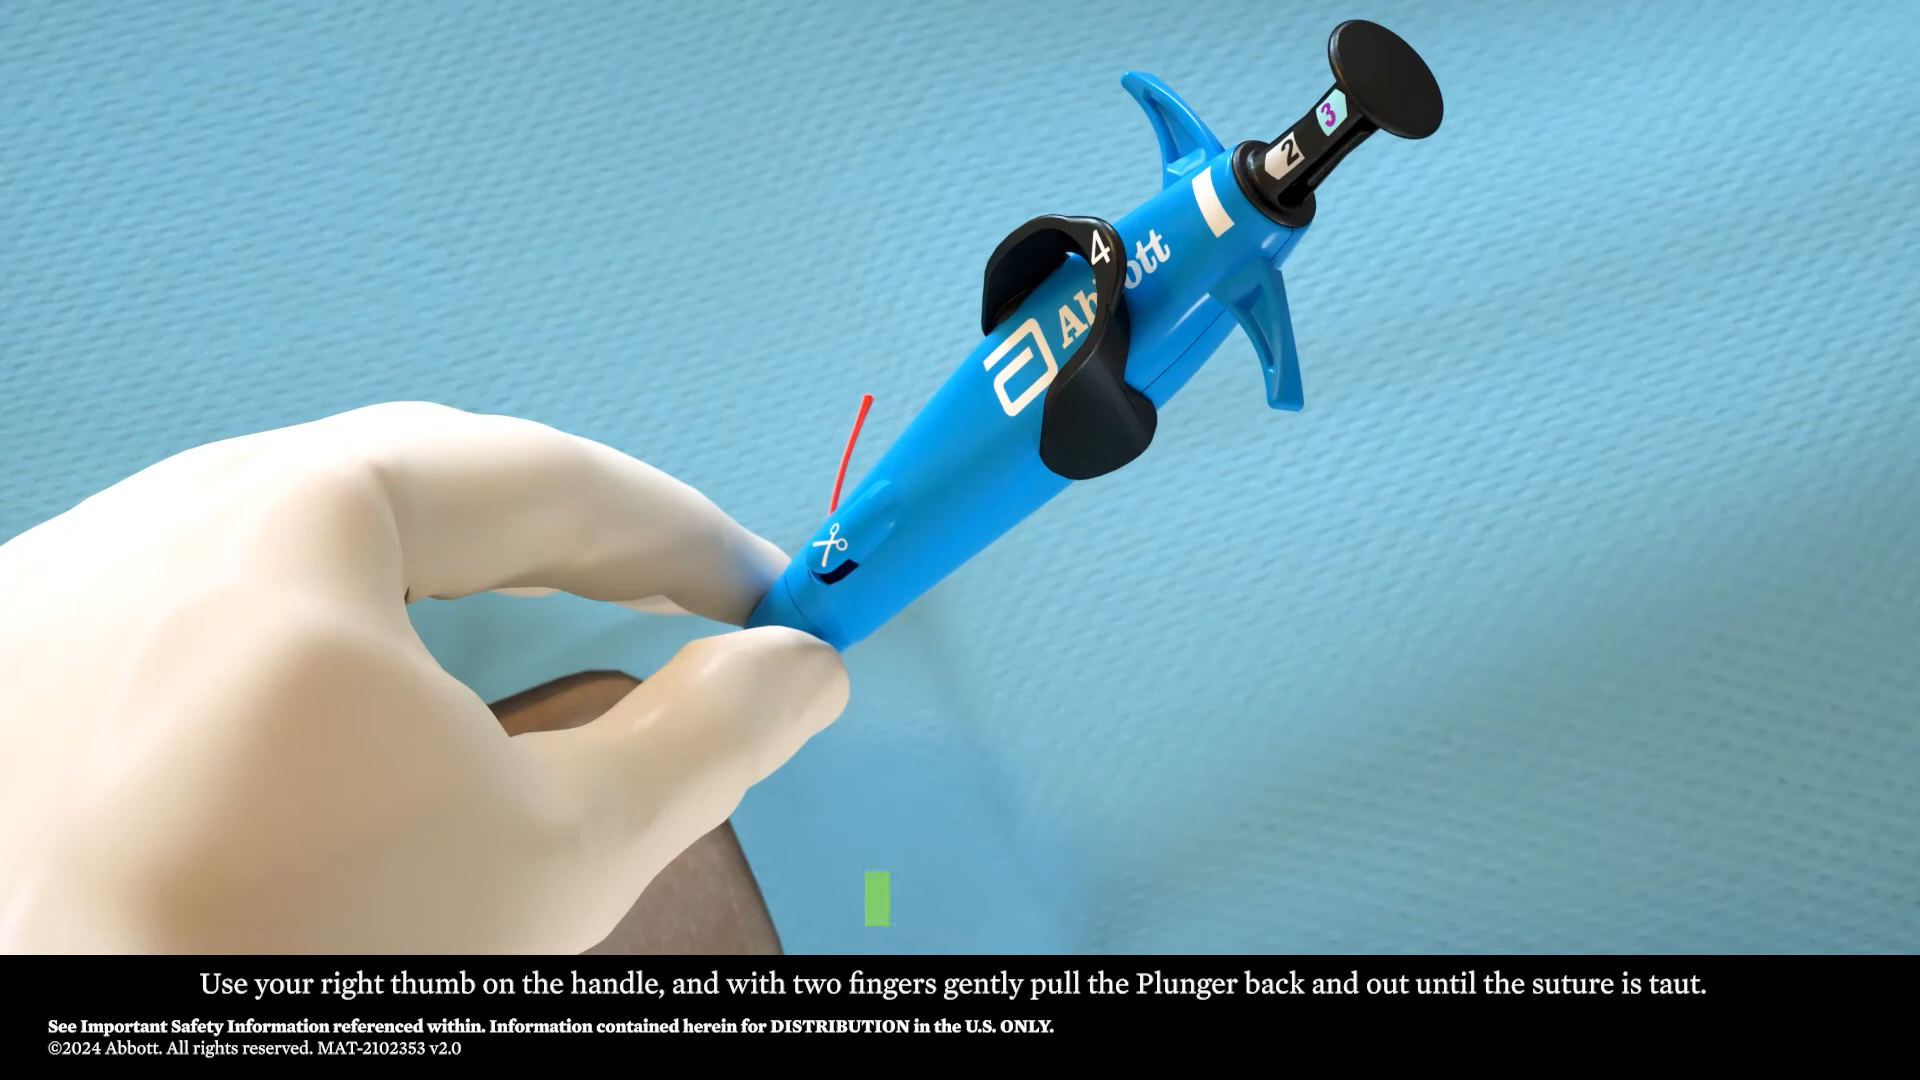 3
2
4
Abbott
Use your right thumb on the handle, and with two fingers gently pull the Plunger back and out until the suture is taut.
See Important Safety Information referenced within. Information contained herein for DISTRIBUTION in the U.S. ONLY.
©2024 Abbott. All rights reserved. MAT-2102353 v2.0